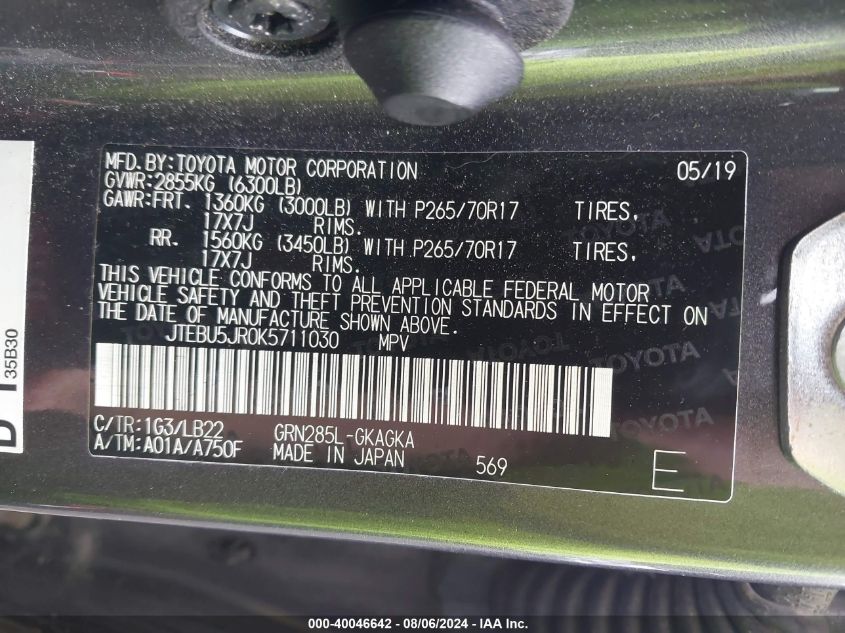 MFD. BY: TOYOTA MOTOR CORPORATION 05/19
GVWR: 2855KG (6300LB)
GAWR: FRT. 1360KG (3000LB) WITH P265/70R17 TIRES,
17X7J RIMS.
RR. 1560KG (3450LB) WITH P265/70R17 TIRES,
17X7J RIMS.
THIS VEHICLE CONFORMS TO ALL APPLICABLE FEDERAL MOTOR
VEHICLE SAFETY AND THEFT PREVENTION STANDARDS IN EFFECT ON
THE DATE OF MANUFACTURE SHOWN ABOVE.
JTEBU5JR0K5711030 MPV
C/TR: 1G3/LB22 GRN285L-GKAGKA
A/TM: A01A/A750F MADE IN JAPAN 569 E
35B30
000-40046642 - 08/06/2024 - IAA Inc.